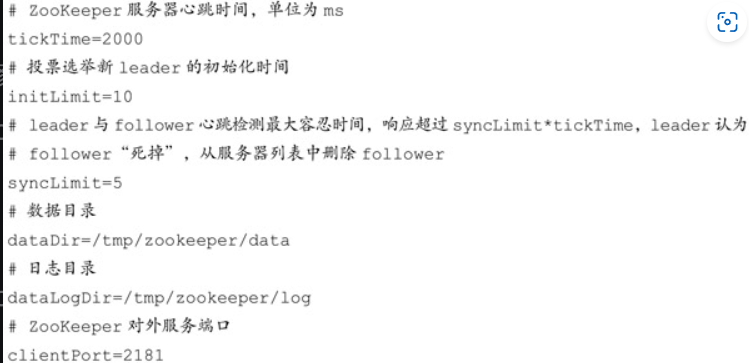 # ZooKeeper 服务器心跳时间，单位为 ms
tickTime=2000
# 投票选举新 leader 的初始化时间
initLimit=10
# leader 与 follower 心跳检测最大容忍时间，响应超过 syncLimit*tickTime，leader 认为
# follower“死掉”，从服务器列表中删除 follower
syncLimit=5
# 数据目录
dataDir=/tmp/zookeeper/data
# 日志目录
dataLogDir=/tmp/zookeeper/log
# ZooKeeper 对外服务端口
clientPort=2181